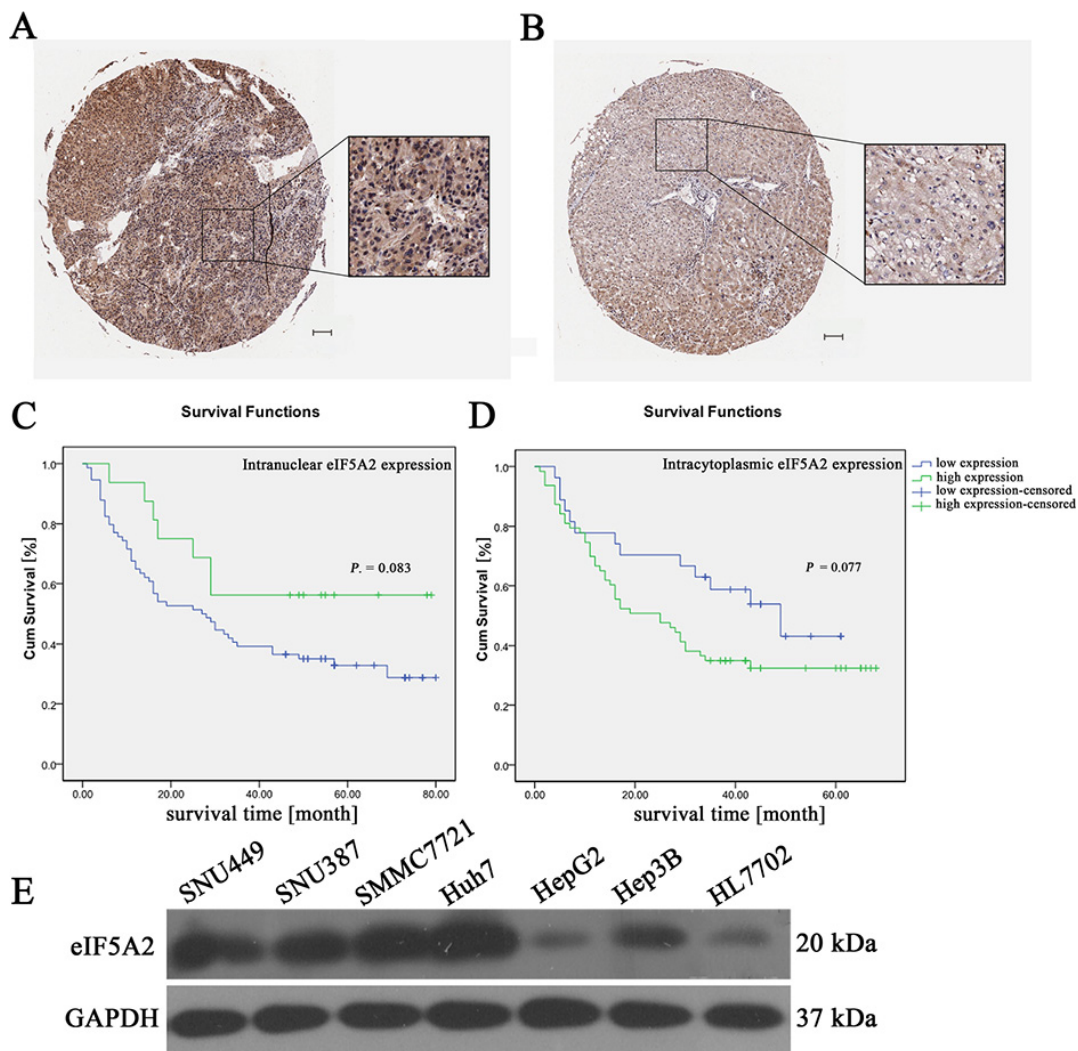 A
B
C
Survival Functions
Intranuclear eIF5A2 expression
P. = 0.083
Cum Survival [%]
1.0
0.8
0.6
0.4
0.2
0.0
0.00
20.00
40.00
60.00
80.00
survival time [month]
D
Survival Functions
Intracytoplasmic eIF5A2 expression
P = 0.077
Cum Survival [%]
1.0
0.8
0.6
0.4
0.2
0.0
0.00
20.00
40.00
60.00
survival time [month]
low expression
high expression
low expression-censored
high expression-censored
E
SNU449
SNU387
SMMC7721
Huh7
HepG2
Hep3B
HL7702
eIF5A2
20 kDa
GAPDH
37 kDa